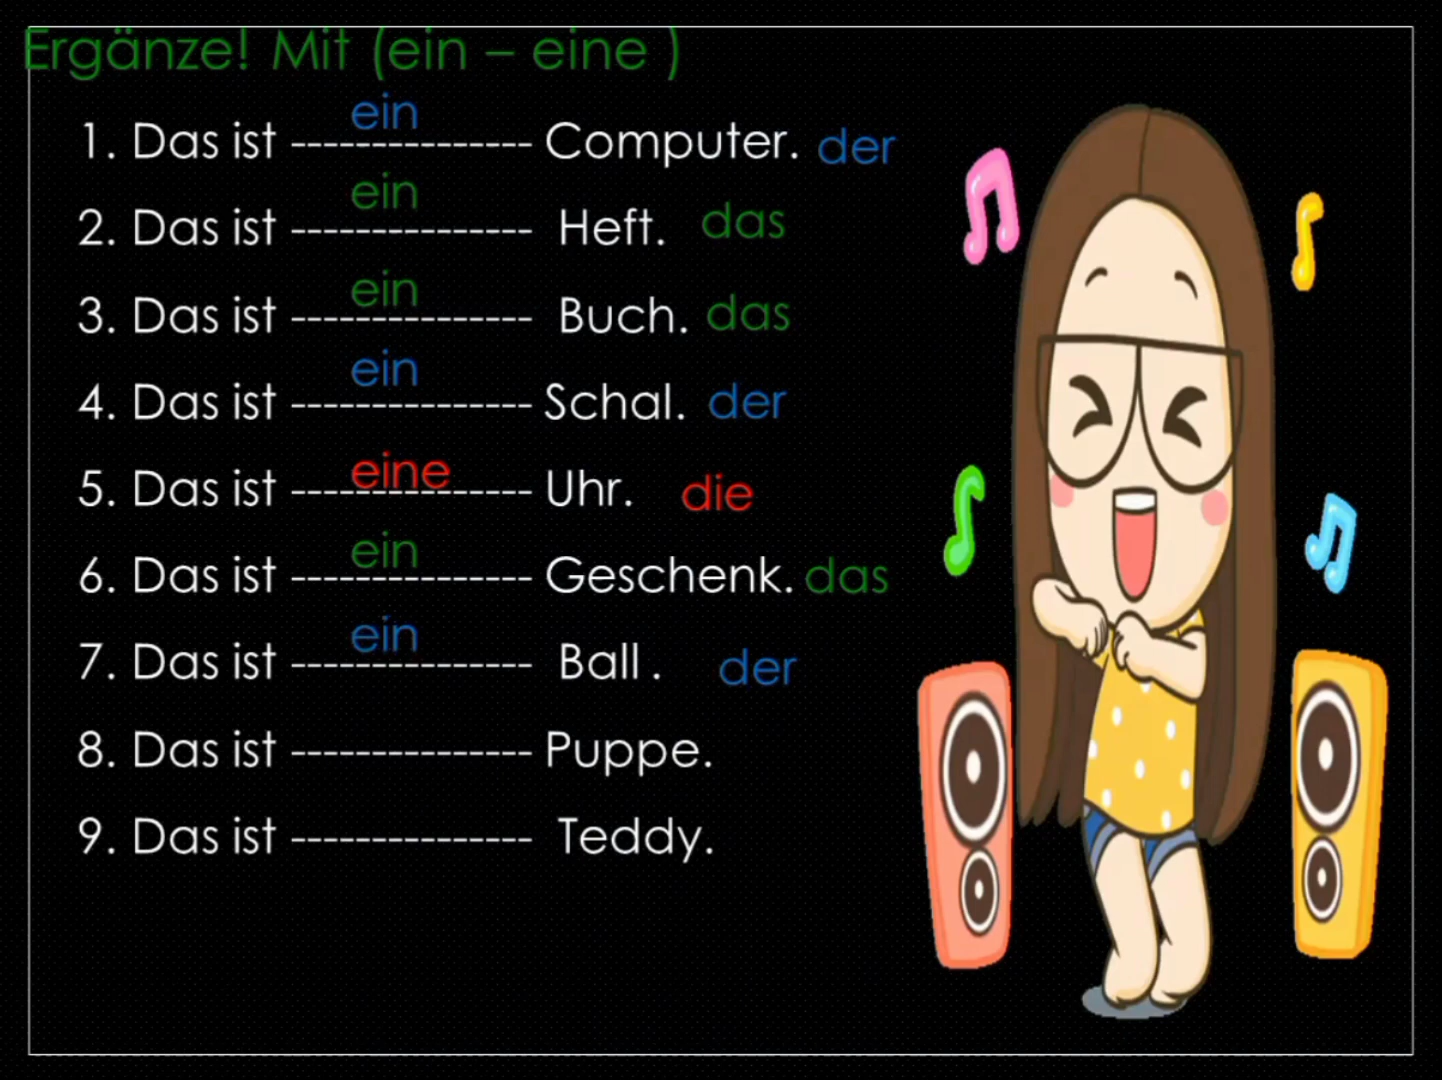 Ergänze! Mit (ein – eine )
1. Das ist --------------- Computer. der
ein
2. Das ist --------------- Heft. das
ein
3. Das ist --------------- Buch. das
ein
4. Das ist --------------- Schal. der
ein
5. Das ist --------------- Uhr. die
eine
6. Das ist --------------- Geschenk. das
ein
7. Das ist --------------- Ball . der
ein
8. Das ist --------------- Puppe.
9. Das ist --------------- Teddy.